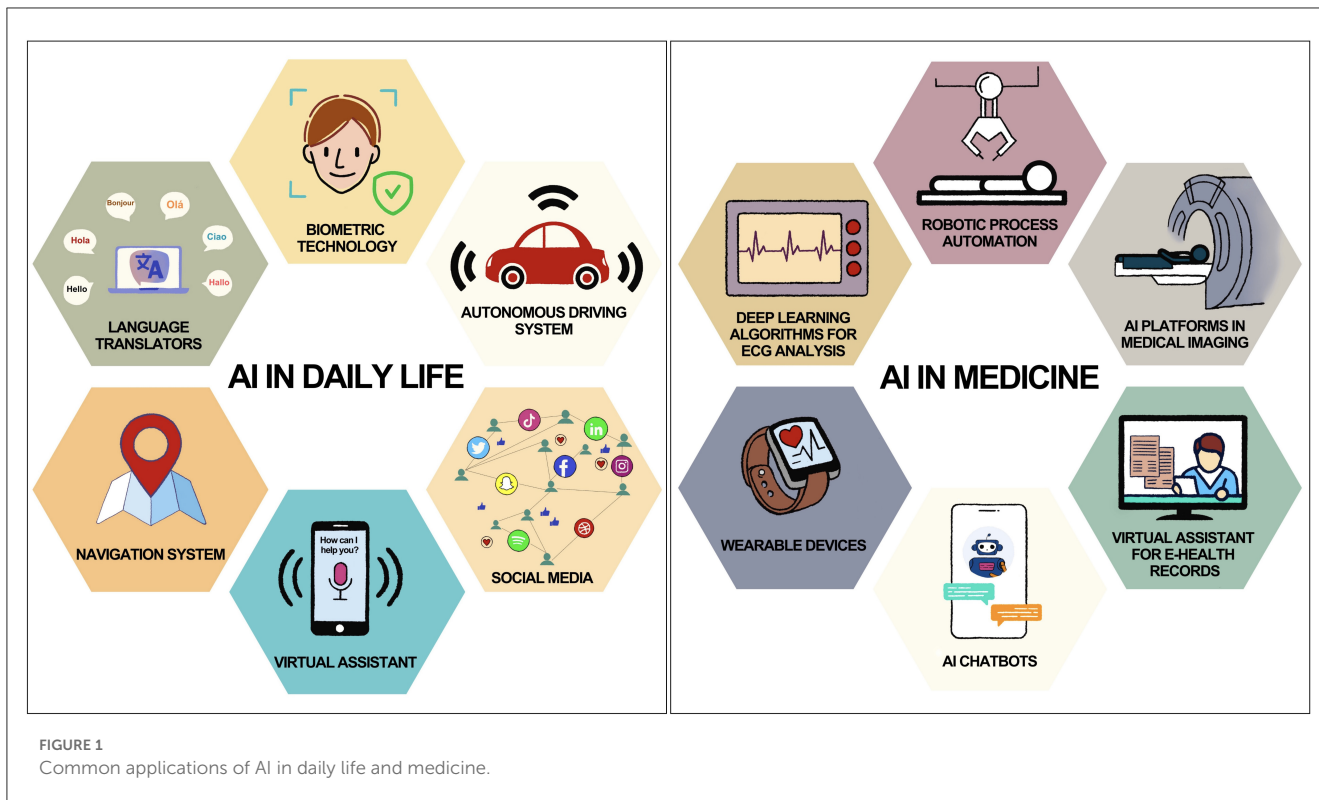 BIOMETRIC
TECHNOLOGY
Bonjour
Olá
Hola
Ciao
Hello
Hallo
文A
LANGUAGE
TRANSLATORS
AUTONOMOUS DRIVING
SYSTEM
AI IN DAILY LIFE
NAVIGATION SYSTEM
How can I
help you?
VIRTUAL ASSISTANT
in
f
SOCIAL MEDIA
ROBOTIC PROCESS
AUTOMATION
DEEP LEARNING
ALGORITHMS FOR
ECG ANALYSIS
AI PLATFORMS IN
MEDICAL IMAGING
AI IN MEDICINE
WEARABLE DEVICES
AI CHATBOTS
VIRTUAL ASSISTANT
FOR E-HEALTH
RECORDS
FIGURE 1
Common applications of AI in daily life and medicine.